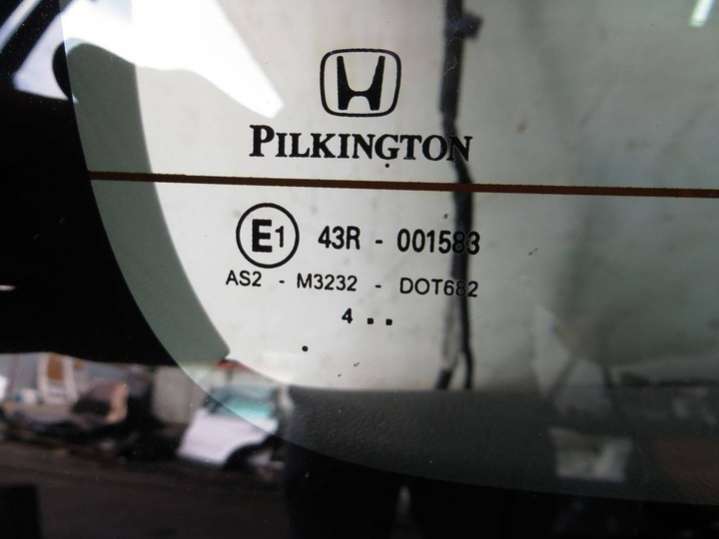 PILKINGTON
E1 43R - 001583
AS2 - M3232 - DOT682
4 . .
.